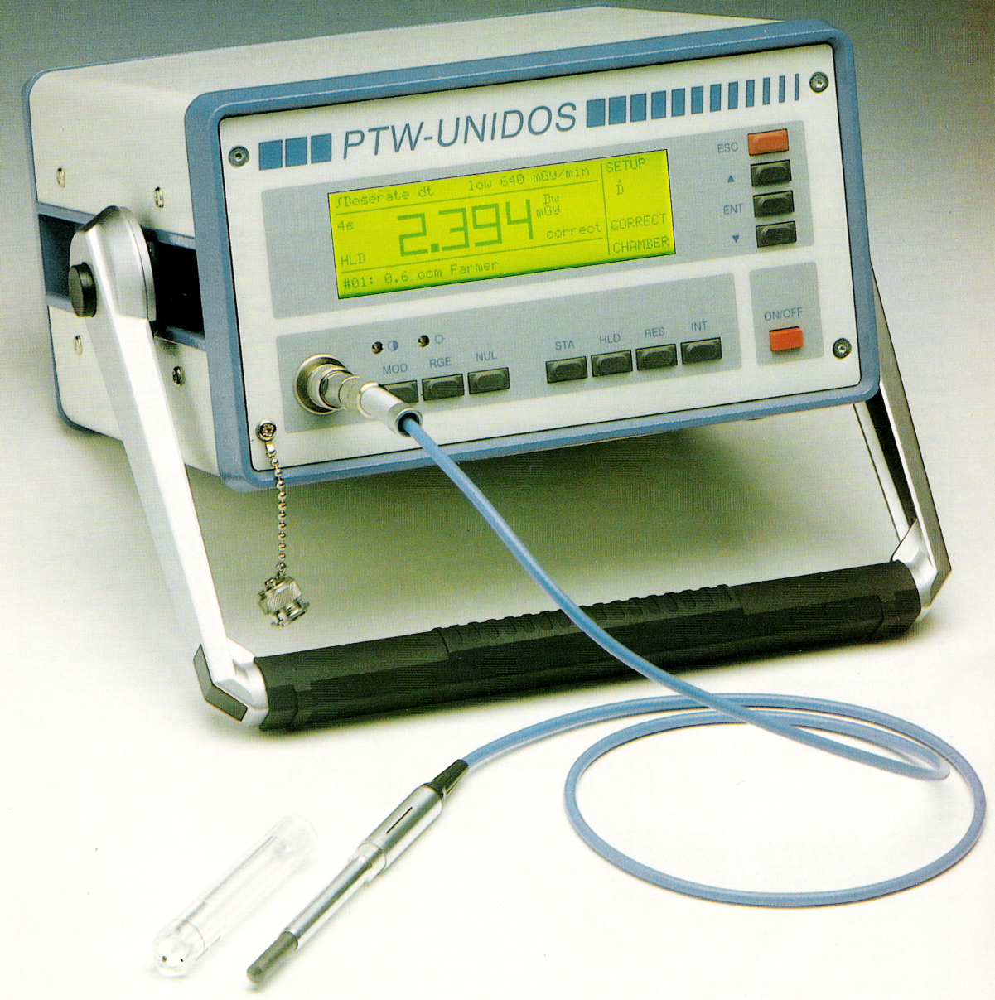 PTW-UNIDOS
∫Doserate dt low 640 mGy/min
4s 2.394 Dw mGy
HLD correct
#01: 0.6 ccm Farmer
SETUP
Ḋ
CORRECT
CHAMBER
ESC
▲
ENT
▼
ON/OFF
MOD RGE NUL STA HLD RES INT